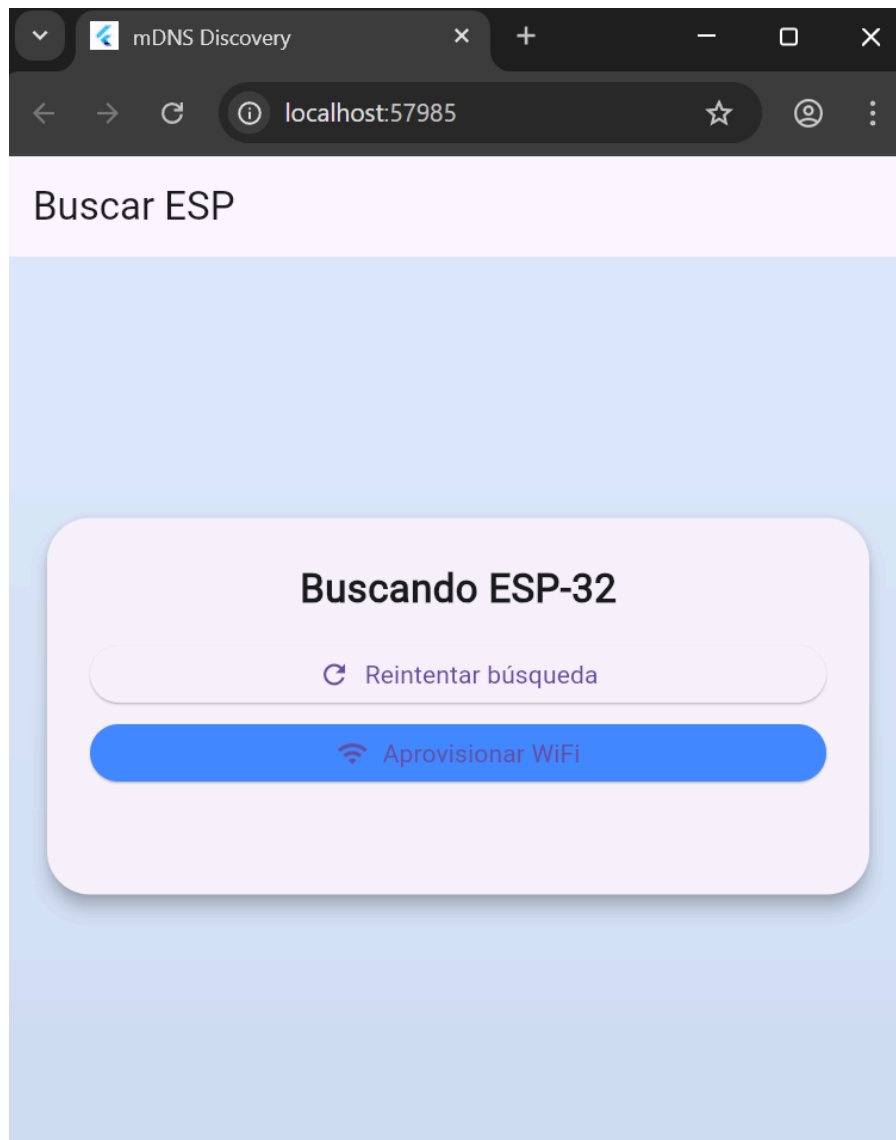 mDNS Discovery
localhost:57985
Buscar ESP
Buscando ESP-32
Reintentar búsqueda
Aprovisionar WiFi